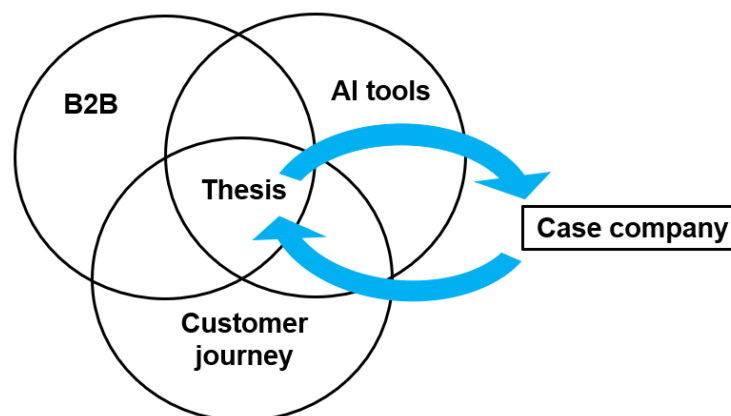 B2B
AI tools
Thesis
Case company
Customer
journey